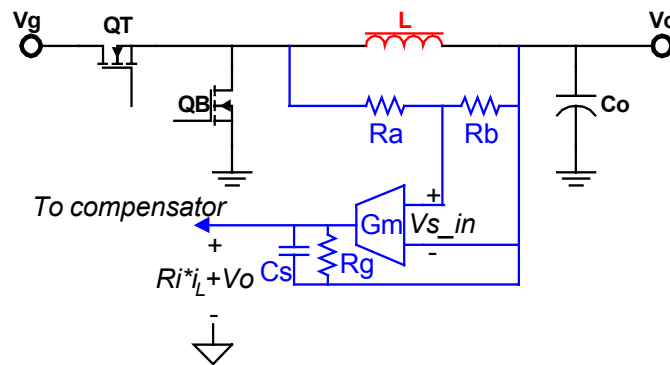 Vg
QT
L
Vo
QB
Ra
Rb
Co
To compensator
+
Gm
Vs_in
-
+
Cs
Rg
Ri*iL+Vo
-